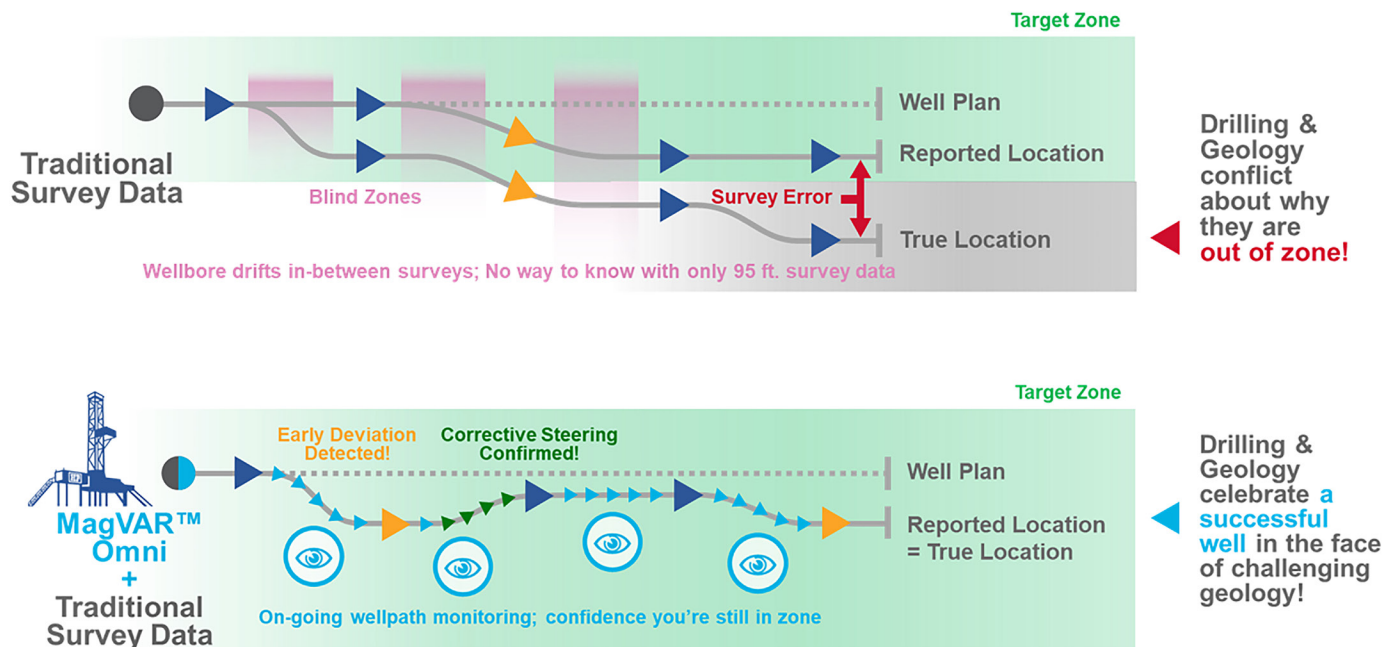 Target Zone
Traditional
Survey Data
Well Plan
Reported Location
Blind Zones
Survey Error
True Location
Wellbore drifts in-between surveys; No way to know with only 95 ft. survey data
Drilling &
Geology
conflict
about why
they are
out of zone!
Target Zone
MagVAR™
Omni
+
Traditional
Survey Data
Early Deviation
Detected!
Corrective Steering
Confirmed!
Well Plan
Reported Location
= True Location
On-going wellpath monitoring; confidence you're still in zone
Drilling &
Geology
celebrate a
successful
well in the face
of challenging
geology!